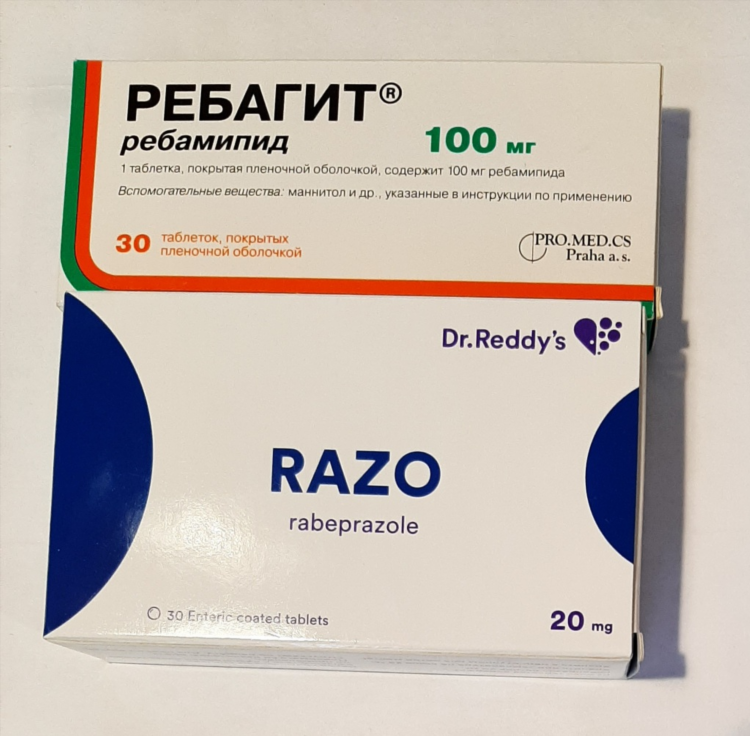 РЕБАГИТ®
ребамипид
100 мг
1 таблетка, покрытая пленочной оболочкой, содержит 100 мг ребамипида
Вспомогательные вещества: маннитол и др., указанные в инструкции по применению
30 таблеток, покрытых
пленочной оболочкой
PRO.MED.CS
Praha a.s.
Dr.Reddy's
RAZO
rabeprazole
30 Enteric coated tablets
20 mg